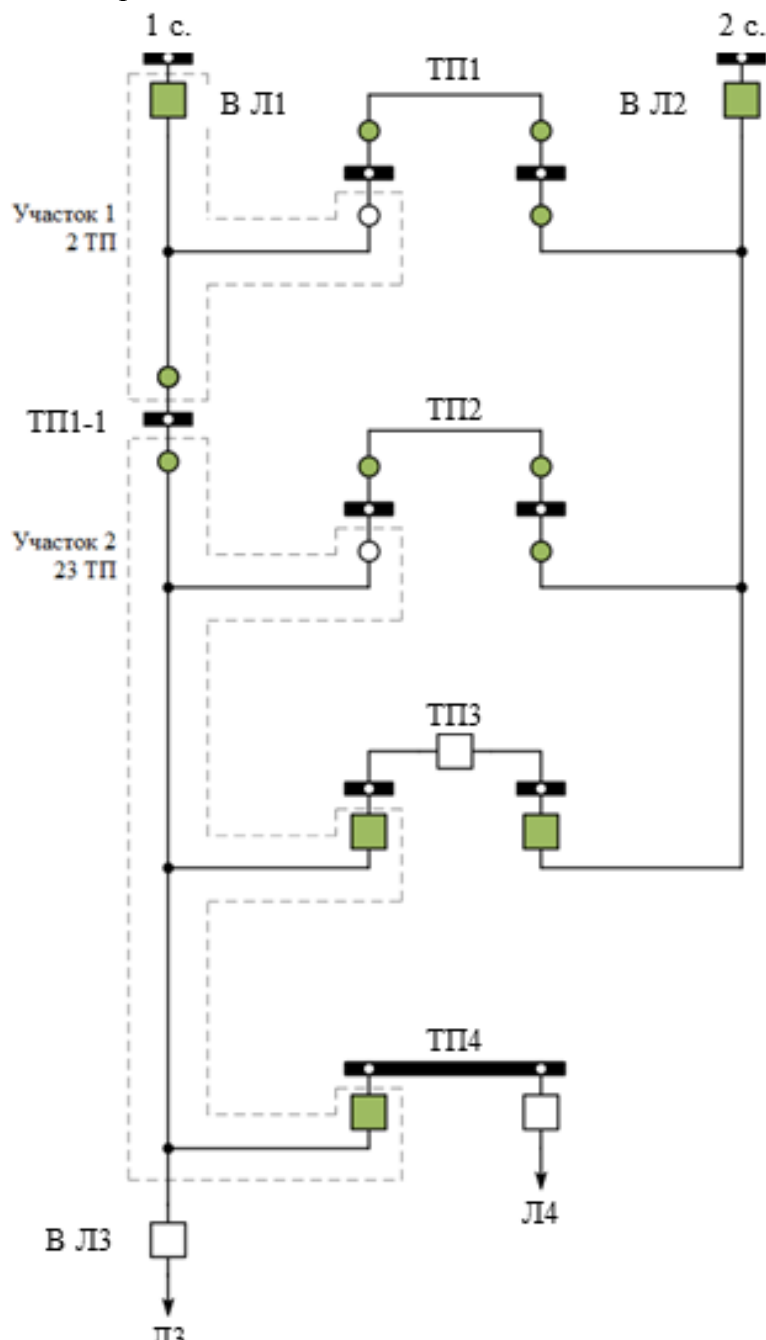 1 с.
2 с.
ТП1
В Л1
В Л2
Участок 1
2 ТП
ТП2
ТП1-1
Участок 2
23 ТП
ТП3
ТП4
Л4
В Л3
Л3